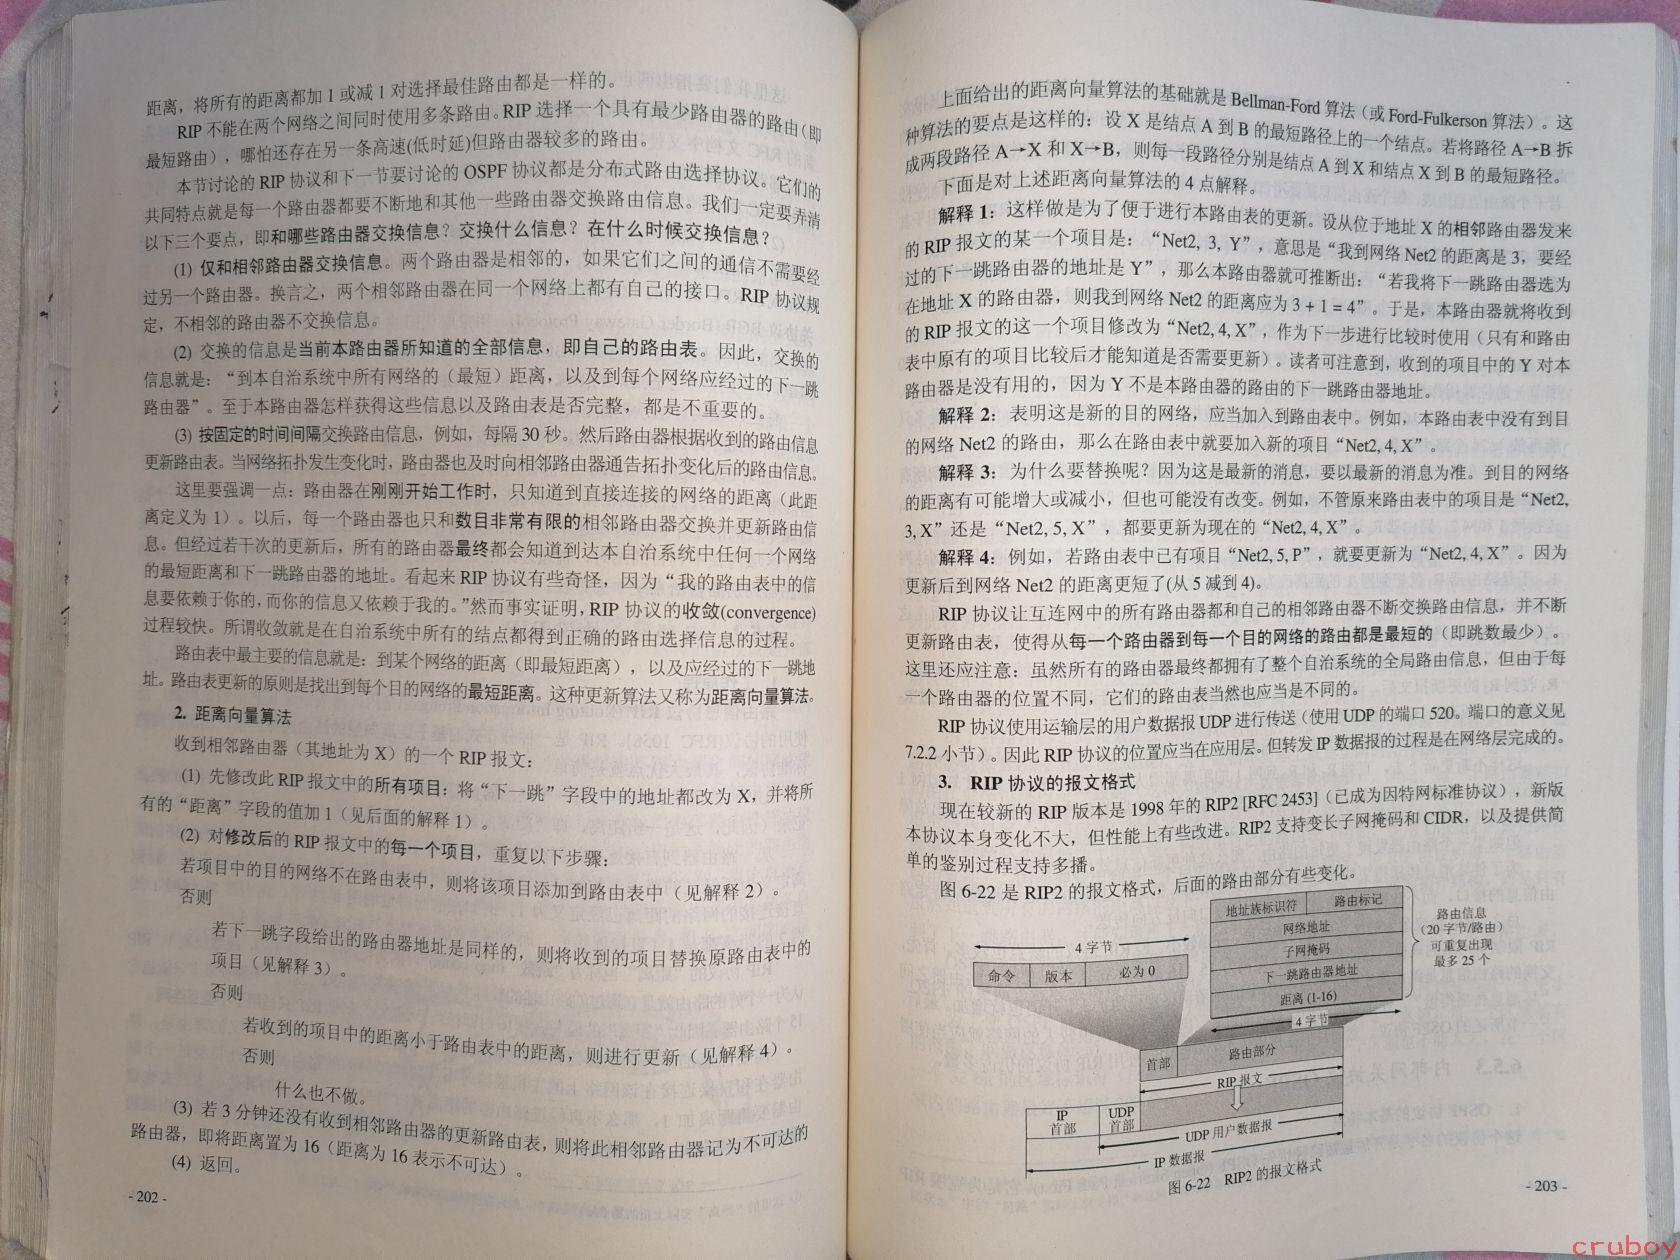 距离，将所有的距离都加 1 或减 1 对选择最佳路由都是一样的。
RIP 不能在两个网络之间同时使用多条路由。RIP 选择一个具有最少路由器的路由（即
最短路由），哪怕还存在另一条高速(低时延)但路由器较多的路由。
本节讨论的 RIP 协议和下一节要讨论的 OSPF 协议都是分布式路由选择协议。它们的
共同特点就是每一个路由器都要不断地和其他一些路由器交换路由信息。我们一定要弄清
以下三个要点，即和哪些路由器交换信息？交换什么信息？在什么时候交换信息？
(1) 仅和相邻路由器交换信息。两个路由器是相邻的，如果它们之间的通信不需要经
过另一个路由器。换言之，两个相邻路由器在同一个网络上都有自己的接口。RIP 协议规
定，不相邻的路由器不交换信息。
(2) 交换的信息是当前本路由器所知道的全部信息，即自己的路由表。因此，交换的
信息就是：“到本自治系统中所有网络的（最短）距离，以及到每个网络应经过的下一跳
路由器”。至于本路由器怎样获得这些信息以及路由表是否完整，都是不重要的。
(3) 按固定的时间间隔交换路由信息，例如，每隔 30 秒。然后路由器根据收到的路由信息
更新路由表。当网络拓扑发生变化时，路由器也及时向相邻路由器通告拓扑变化后的路由信息。
这里要强调一点：路由器在刚刚开始工作时，只知道到直接连接的网络的距离（此距
离定义为 1）。以后，每一个路由器也只和数目非常有限的相邻路由器交换并更新路由信
息。但经过若干次的更新后，所有的路由器最终都会知道到达本自治系统中任何一个网络
的最短距离和下一跳路由器的地址。看起来 RIP 协议有些奇怪，因为“我的路由表中的信
息要依赖于你的，而你的信息又依赖于我的。”然而事实证明，RIP 协议的收敛(convergence)
过程较快。所谓收敛就是在自治系统中所有的结点都得到正确的路由选择信息的过程。
路由表中最主要的信息就是：到某个网络的距离（即最短距离），以及应经过的下一跳地
址。路由表更新的原则是找出到每个目的网络的最短距离。这种更新算法又称为距离向量算法。
2. 距离向量算法
收到相邻路由器（其地址为 X）的一个 RIP 报文：
(1) 先修改此 RIP 报文中的所有项目：将“下一跳”字段中的地址都改为 X，并将所
有的“距离”字段的值加 1（见后面的解释 1）。
(2) 对修改后的 RIP 报文中的每一个项目，重复以下步骤：
若项目中的目的网络不在路由表中，则将该项目添加到路由表中（见解释 2）。
否则
若下一跳字段给出的路由器地址是同样的，则将收到的项目替换原路由表中的
项目（见解释 3）。
否则
若收到的项目中的距离小于路由表中的距离，则进行更新（见解释 4）。
否则
什么也不做。
(3) 若 3 分钟还没有收到相邻路由器的更新路由表，则将此相邻路由器记为不可达的
路由器，即将距离置为 16（距离为 16 表示不可达）。
(4) 返回。
- 202 -
上面给出的距离向量算法的基础就是 Bellman-Ford 算法（或 Ford-Fulkerson 算法）。这
种算法的要点是这样的：设 X 是结点 A 到 B 的最短路径上的一个结点。若将路径 A→B 拆
成两段路径 A→X 和 X→B，则每一段路径分别是结点 A 到 X 和结点 X 到 B 的最短路径。
下面是对上述距离向量算法的 4 点解释。
解释 1：这样做是为了便于进行本路由表的更新。设从位于地址 X 的相邻路由器发来
的 RIP 报文的某一个项目是：“Net2, 3, Y”，意思是“我到网络 Net2 的距离是 3，要经
过的下一跳路由器的地址是 Y”，那么本路由器就可推断出：“若我将下一跳路由器选为
在地址 X 的路由器，则我到网络 Net2 的距离应为 3 + 1 = 4”。于是，本路由器就将收到
的 RIP 报文的这一个项目修改为“Net2, 4, X”，作为下一步进行比较时使用（只有和路由
表中原有的项目比较后才能知道是否需要更新）。读者可注意到，收到的项目中的 Y 对本
路由器是没有用的，因为 Y 不是本路由器的路由的下一跳路由器地址。
解释 2：表明这是新的目的网络，应当加入到路由表中。例如，本路由表中没有到目
的网络 Net2 的路由，那么在路由表中就要加入新的项目“Net2, 4, X”。
解释 3：为什么要替换呢？因为这是最新的消息，要以最新的消息为准。到目的网络
的距离有可能增大或减小，但也可能没有改变。例如，不管原来路由表中的项目是“Net2,
3, X”还是“Net2, 5, X”，都要更新为现在的“Net2, 4, X”。
解释 4：例如，若路由表中已有项目“Net2, 5, P”，就要更新为“Net2, 4, X”。因为
更新后到网络 Net2 的距离更短了(从 5 减到 4)。
RIP 协议让互连网中的所有路由器都和自己的相邻路由器不断交换路由信息，并不断
更新路由表，使得从每一个路由器到每一个目的网络的路由都是最短的（即跳数最少）。
这里还应注意：虽然所有的路由器最终都拥有了整个自治系统的全局路由信息，但由于每
一个路由器的位置不同，它们的路由表当然也应当是不同的。
RIP 协议使用运输层的用户数据报 UDP 进行传送（使用 UDP 的端口 520。端口的意义见
7.2.2 小节）。因此 RIP 协议的位置应当在应用层。但转发 IP 数据报的过程是在网络层完成的。
3. RIP 协议的报文格式
现在较新的 RIP 版本是 1998 年的 RIP2 [RFC 2453]（已成为因特网标准协议），新版
本协议本身变化不大，但性能上有些改进。RIP2 支持变长子网掩码和 CIDR，以及提供简
单的鉴别过程支持多播。
图 6-22 是 RIP2 的报文格式，后面的路由部分有些变化。
地址族标识符 路由标记
网络地址
子网掩码
下一跳路由器地址
距离 (1-16)
4 字节
路由信息
（20 字节/路由）
可重复出现
最多 25 个
4 字节
命令 版本 必为 0
首部 路由部分
RIP 报文
IP
首部
UDP
首部
UDP 用户数据报
IP 数据报
图 6-22 RIP2 的报文格式
- 203 -
cruboy